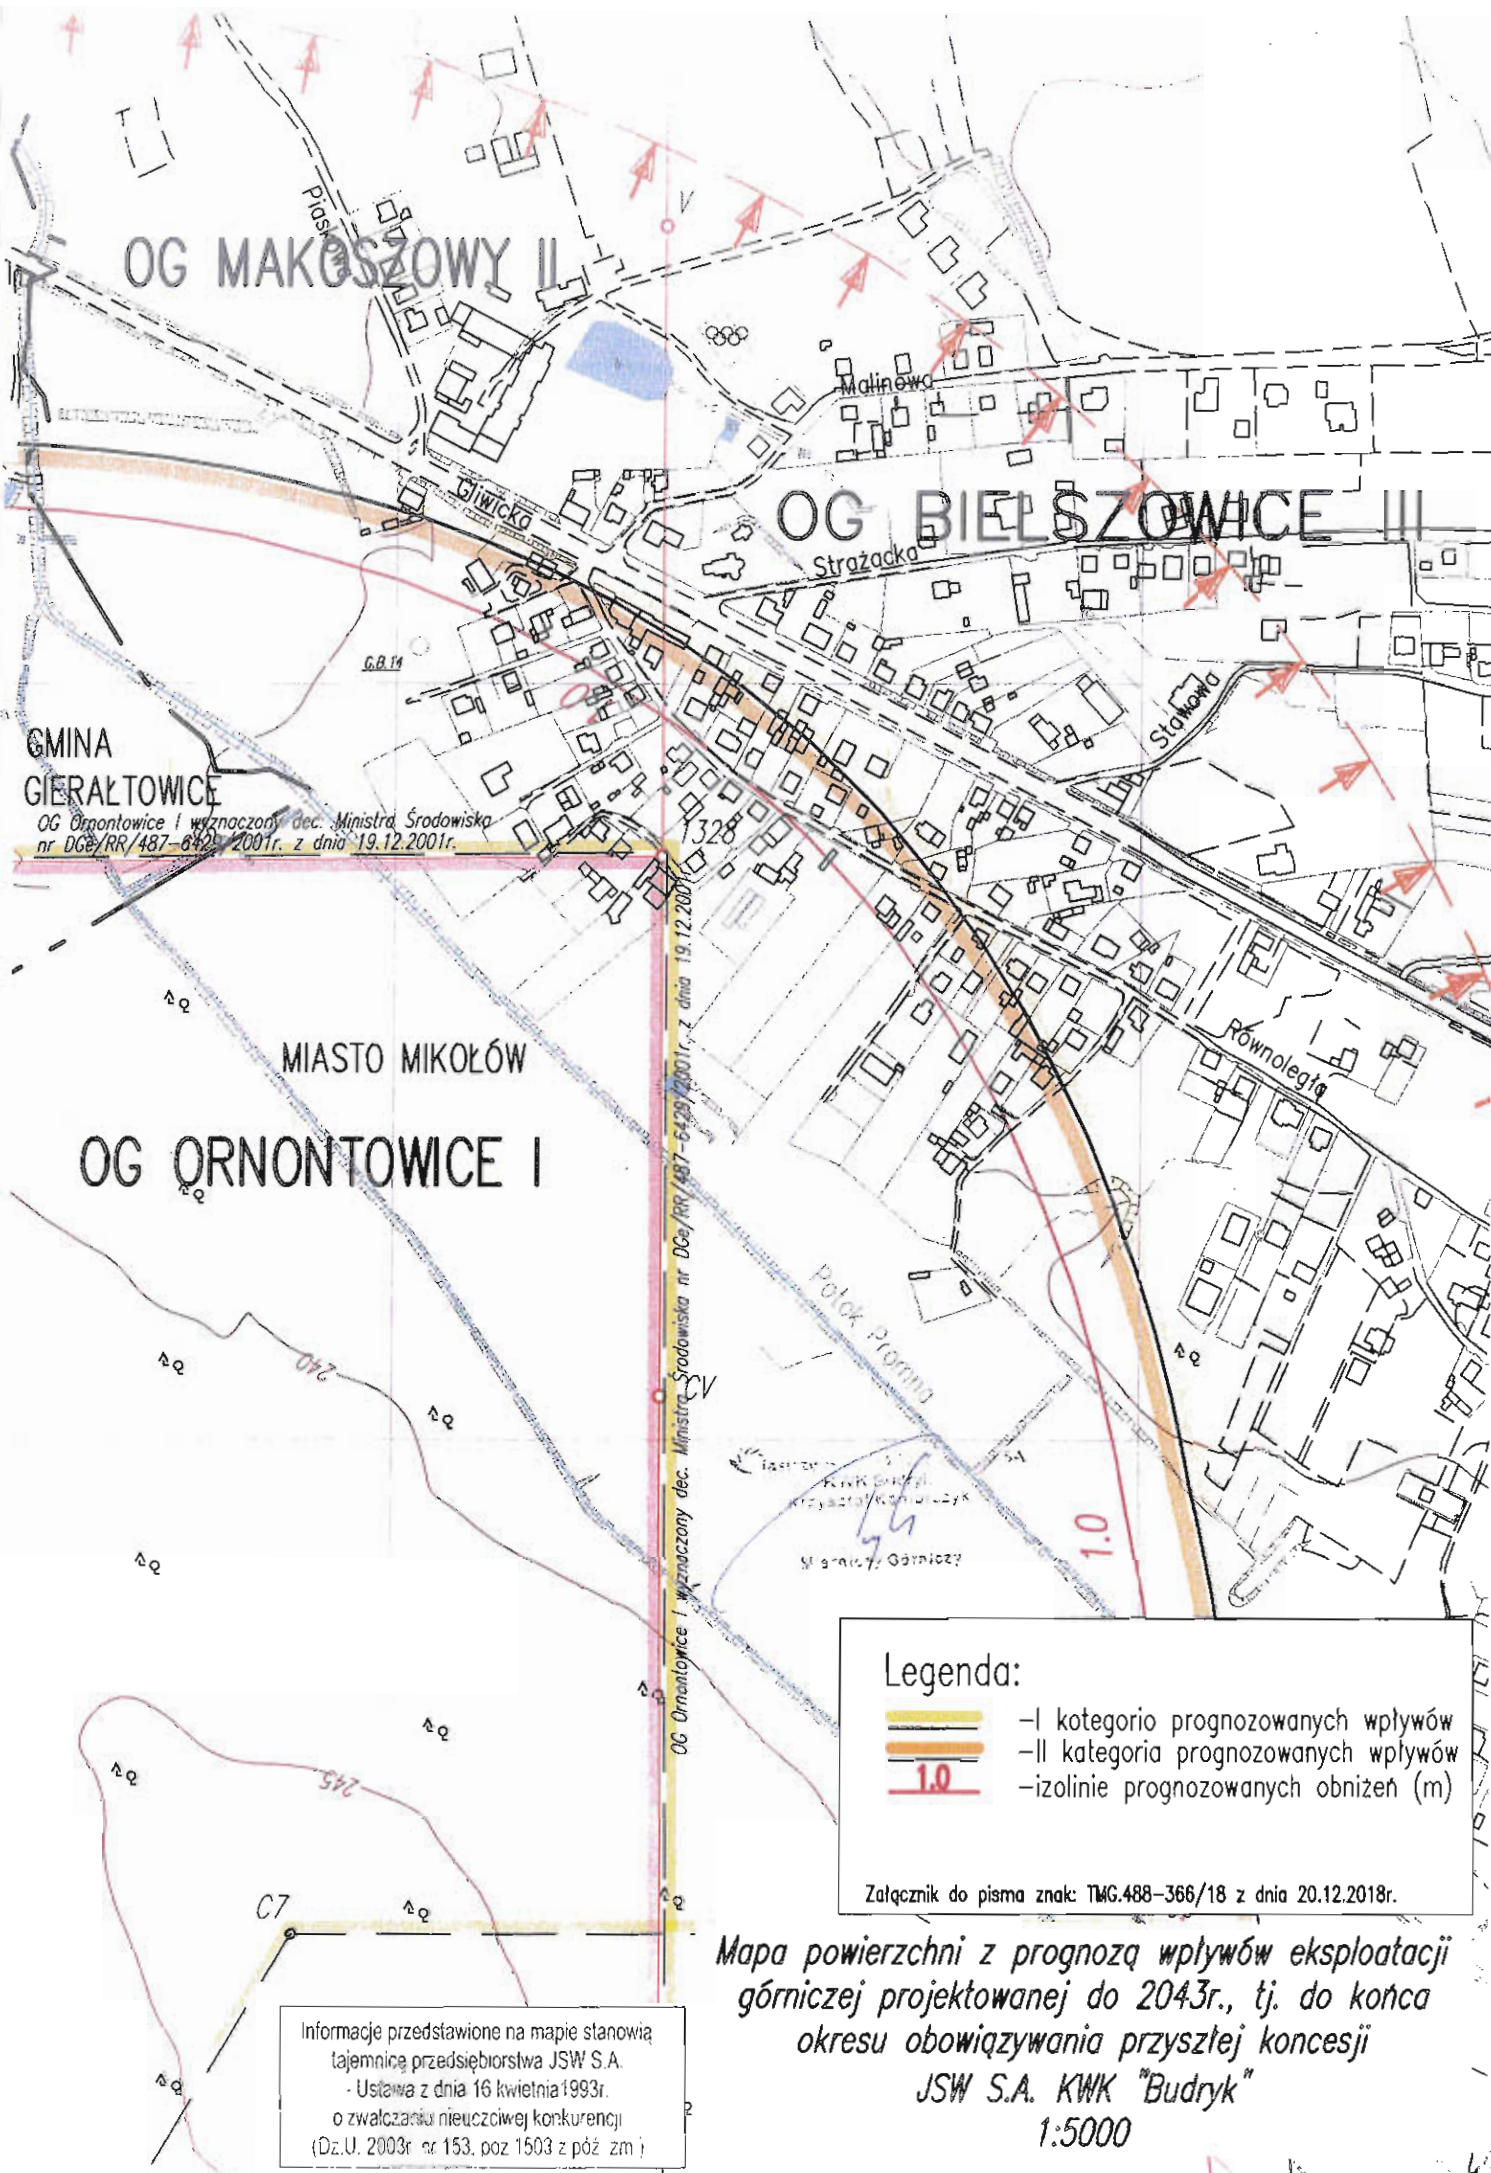 V
OG MAKOSZOWY II
Malinowa
Gliwicka
OG BIELSZOWICE III
Strażacka
G.B.14
Stawowa
GMINA
GIERAŁTOWICE
OG Ornontowice I wyznaczony dec. Ministra Środowiska
nr DGe/RR/487-6429/2001r. z dnia 19.12.2001r.
1328
MIASTO MIKOŁÓW
Równoległa
OG ORNONTOWICE I
OG Ornontowice I wyznaczony dec. Ministra Środowiska nr DGe/RR/487-6429/2001r. z dnia 19.12.2001r.
Potok Promna
240
CV
1.0
Legenda:
-I kotegorio prognozowanych wpływów
-II kategoria prognozowanych wpływów
1.0 -izolinie prognozowanych obniżeń (m)
245
Załącznik do pisma znak: TMG.488-366/18 z dnia 20.12.2018r.
C7
Mapa powierzchni z prognozą wpływów eksploatacji
górniczej projektowanej do 2043r., tj. do końca
okresu obowiązywania przyszłej koncesji
JSW S.A. KWK "Budryk"
1:5000
Informacje przedstawione na mapie stanowią
tajemnicę przedsiębiorstwa JSW S.A.
- Ustawa z dnia 16 kwietnia 1993r.
o zwalczaniu nieuczciwej konkurencji
(Dz.U. 2003r nr 153, poz 1503 z póź zm )